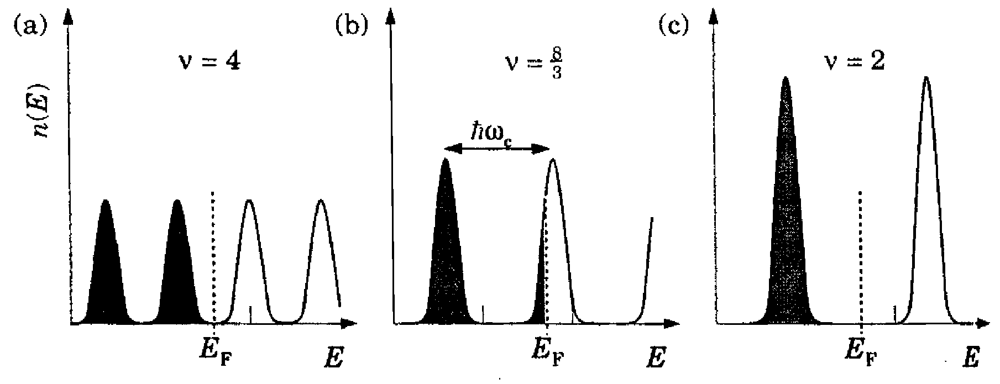 (a)
ν = 4
n(E)
E_F
E
(b)
ν = 8/3
ħω_c
E_F
E
(c)
ν = 2
E_F
E